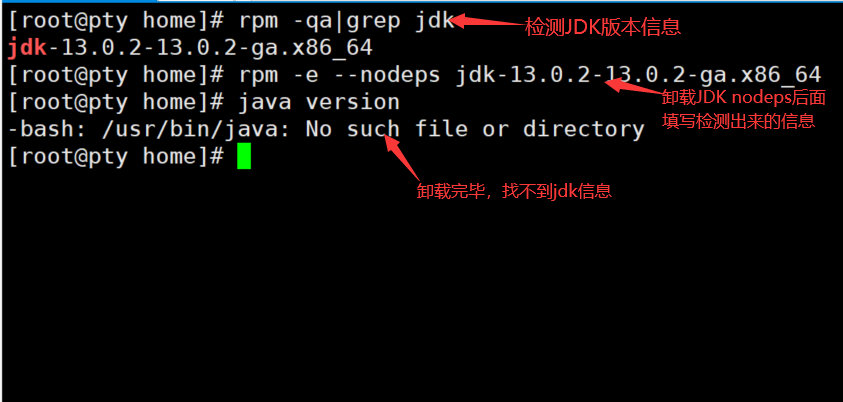 [root@pty home]# rpm -qa|grep jdk
检测JDK版本信息
jdk-13.0.2-13.0.2-ga.x86_64
[root@pty home]# rpm -e --nodeps jdk-13.0.2-13.0.2-ga.x86_64
卸载JDK nodeps后面
填写检测出来的信息
[root@pty home]# java version
-bash: /usr/bin/java: No such file or directory
[root@pty home]#
卸载完毕，找不到jdk信息